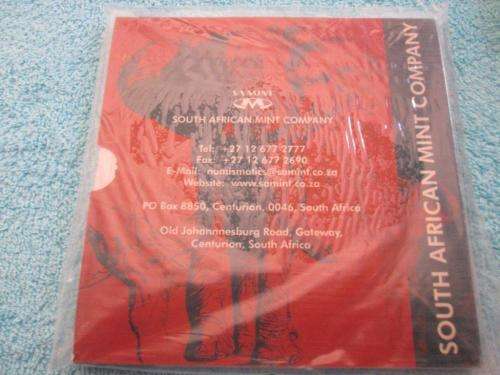 SOUTH AFRICAN MINT COMPANY
Tel: +27 12 677 2777
Fax: +27 12 677 2690
E-Mail: numismatics@samint.co.za
Website: www.samint.co.za
PO Box 8850, Centurion, 0046, South Africa
Old Johannnesburg Road, Gateway,
Centurion, South Africa
SOUTH AFRICAN MINT COMPANY